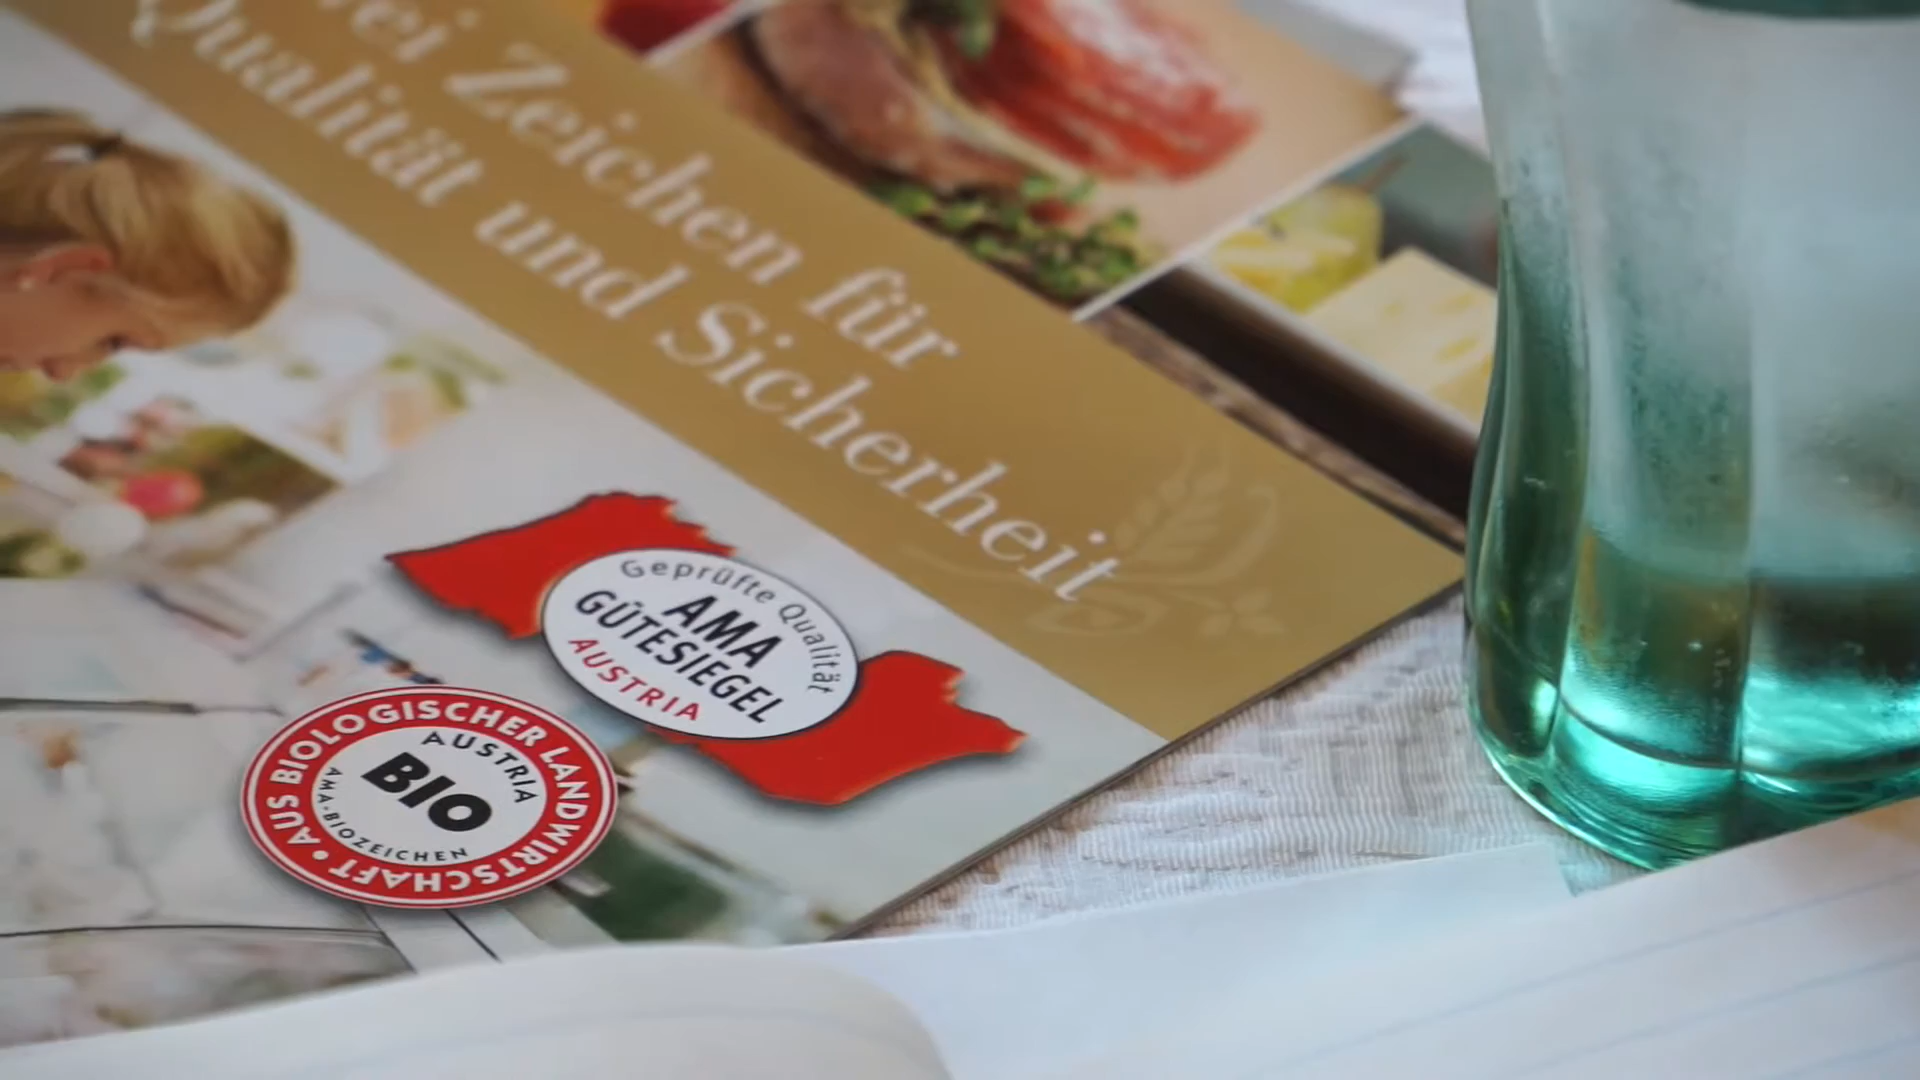 Zeichen für
Qualität und Sicherheit
Geprüfte Qualität
AMA
GÜTESIEGEL
AUSTRIA
AUS BIOLOGISCHER LANDWIRTSCHAFT •
AUSTRIA
BIO
AMA-BIOZEICHEN